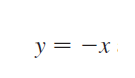 y = −x